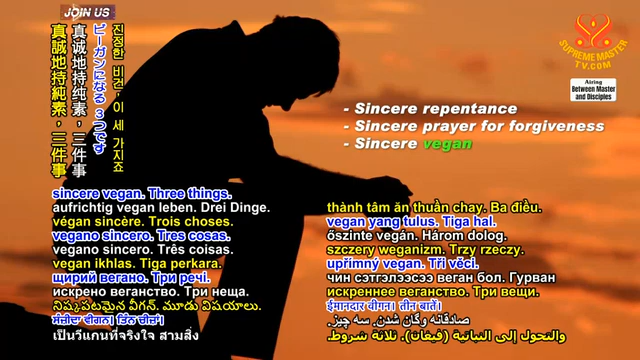 JOIN US
真誠地持純素，三件事
真诚地持纯素，三件事
ビーガンになる 3つです
진정한 비건, 이 세 가지죠
SUPREME MASTER
TV.COM
Airing
Between Master
and Disciples
- Sincere repentance
- Sincere prayer for forgiveness
- Sincere vegan
sincere vegan. Three things.
aufrichtig vegan leben. Drei Dinge.
végan sincère. Trois choses.
vegano sincero. Tres cosas.
vegano sincero. Três coisas.
vegan ikhlas. Tiga perkara.
щирий вегано. Три речі.
искрено веганство. Три неща.
నిష్కపటమైన వీగన్. మూడు విషయాలు.
ਸੰਜੀਦਾ ਵੀਗਨ। ਤਿੰਨ ਚੀਜ਼ਾਂ।
เป็นวีแกนที่จริงใจ สามสิ่ง
thành tâm ăn thuần chay. Ba điều.
vegan yang tulus. Tiga hal.
őszinte vegán. Három dolog.
szczery weganizm. Trzy rzeczy.
upřímný vegan. Tři věci.
чин сэтгэлээсээ веган бол. Гурван
искреннее веганство. Три вещи.
ईमानदार वीगन। तीन बातें।
صادقانه وگان شدن. سه چیز.
والتحول إلى النباتية (فيغان). ثلاثة شروط.